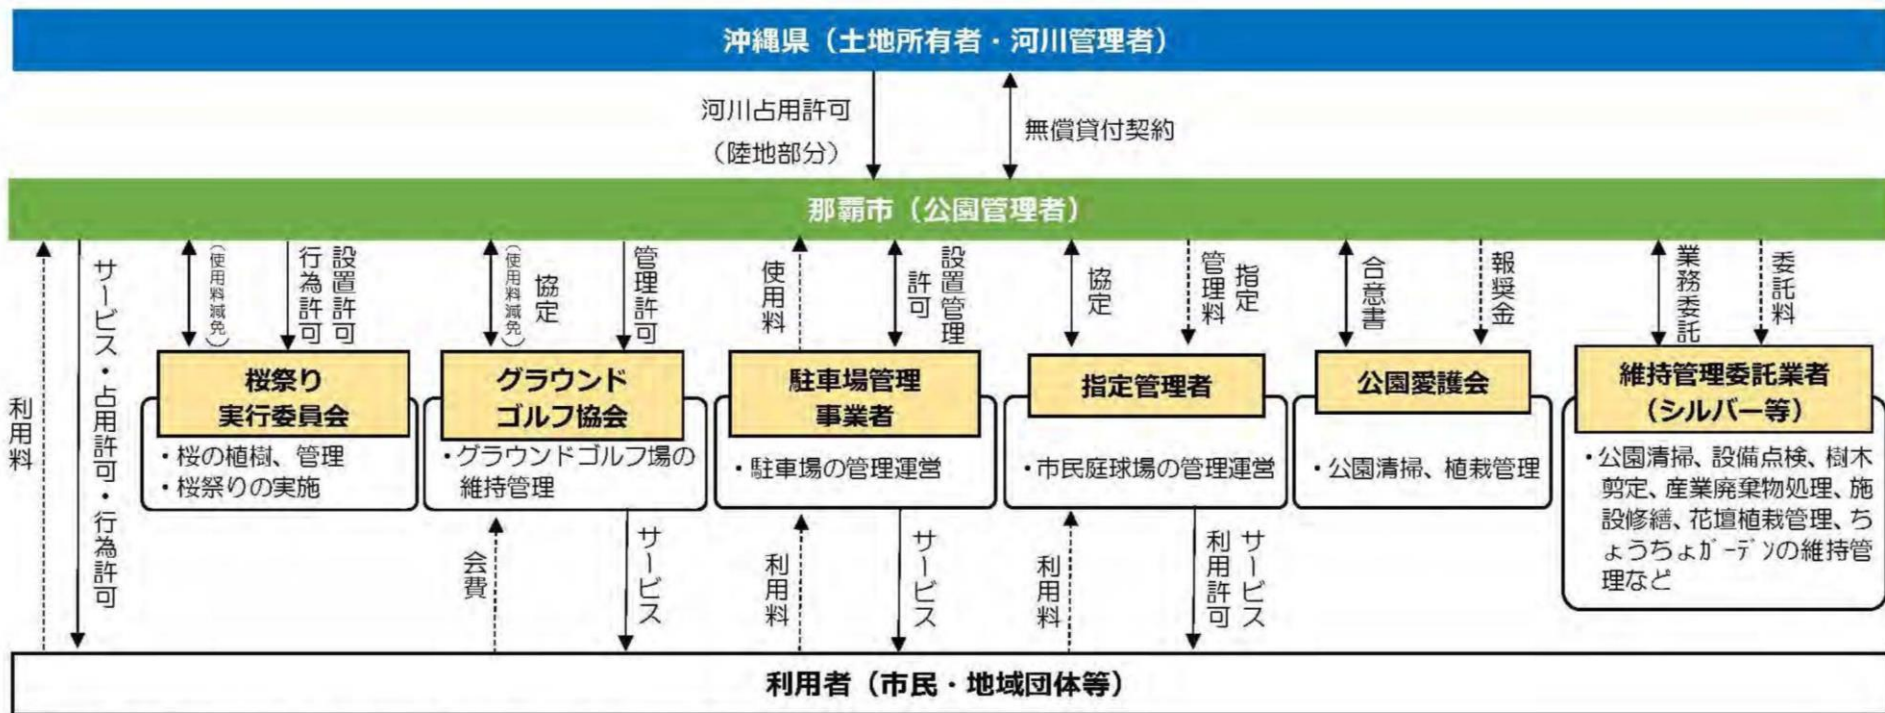 沖縄県（土地所有者・河川管理者）
河川占用許可
（陸地部分）
無償貸付契約
那覇市（公園管理者）
利用料
サービス・占用許可・行為許可
（使用料減免）
設置許可
行為許可
協定
（使用料減免）
管理許可
使用料
設置管理
許可
協定
指定
管理料
合意書
報奨金
業務委託
委託料
桜祭り
実行委員会
・桜の植樹、管理
・桜祭りの実施
グラウンド
ゴルフ協会
・グラウンドゴルフ場の
維持管理
駐車場管理
事業者
・駐車場の管理運営
指定管理者
・市民庭球場の管理運営
公園愛護会
・公園清掃、植栽管理
維持管理委託業者
（シルバー等）
・公園清掃、設備点検、樹木
剪定、産業廃棄物処理、施
設修繕、花壇植栽管理、ち
ょうちょｶﾞｰﾃﾞﾝの維持管
理など
会費
サービス
利用料
サービス
利用料
サービス
利用許可
利用者（市民・地域団体等）